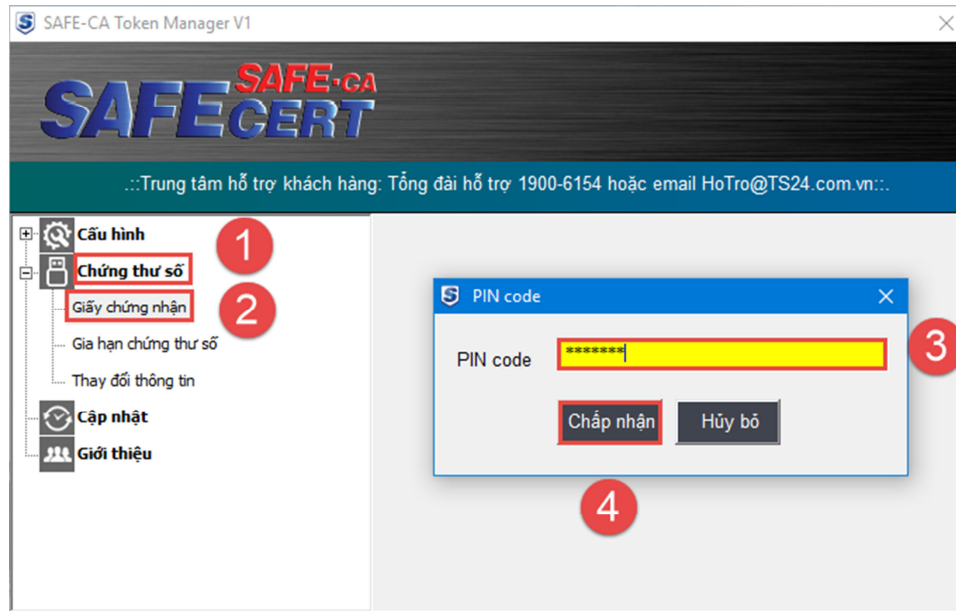 SAFE-CA Token Manager V1
SAFE-CA
SAFECERT
.::Trung tâm hỗ trợ khách hàng: Tổng đài hỗ trợ 1900-6154 hoặc email HoTro@TS24.com.vn::.
Cấu hình
1
Chứng thư số
Giấy chứng nhận
2
Gia hạn chứng thư số
Thay đổi thông tin
Cập nhật
Giới thiệu
PIN code
PIN code
*******
3
Chấp nhận
Hủy bỏ
4